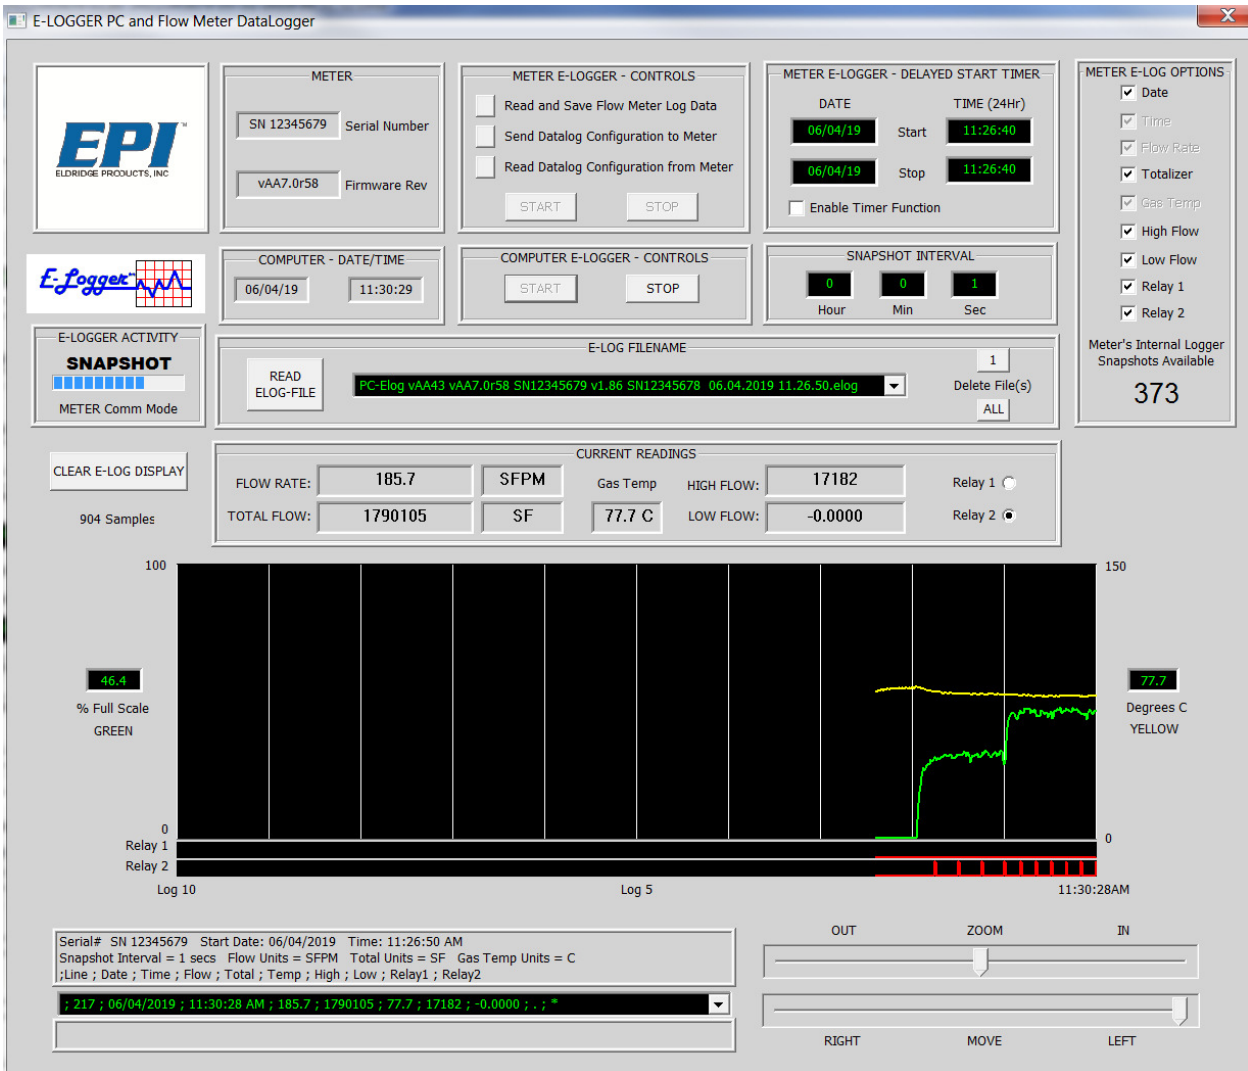 E-LOGGER PC and Flow Meter DataLogger
X
EPI™
ELDRIDGE PRODUCTS, INC
METER
SN 12345679 Serial Number
vAA7.0r58 Firmware Rev
METER E-LOGGER - CONTROLS
Read and Save Flow Meter Log Data
Send Datalog Configuration to Meter
Read Datalog Configuration from Meter
START STOP
METER E-LOGGER - DELAYED START TIMER
DATE TIME (24Hr)
06/04/19 Start 11:26:40
06/04/19 Stop 11:26:40
Enable Timer Function
METER E-LOG OPTIONS
Date
Time
Flow Rate
Totalizer
Gas Temp
High Flow
Low Flow
Relay 1
Relay 2
Meter's Internal Logger
Snapshots Available
373
E-Logger™
COMPUTER - DATE/TIME
06/04/19 11:30:29
COMPUTER E-LOGGER - CONTROLS
START STOP
SNAPSHOT INTERVAL
0 0 1
Hour Min Sec
E-LOGGER ACTIVITY
SNAPSHOT
METER Comm Mode
E-LOG FILENAME
READ
ELOG-FILE
PC-Elog vAA43 vAA7.0r58 SN12345679 v1.86 SN12345678 06.04.2019 11.26.50.elog
1
Delete File(s)
ALL
CLEAR E-LOG DISPLAY
904 Samples
CURRENT READINGS
FLOW RATE: 185.7 SFPM Gas Temp HIGH FLOW: 17182 Relay 1
TOTAL FLOW: 1790105 SF 77.7 C LOW FLOW: -0.0000 Relay 2
100 150
46.4
% Full Scale
GREEN
77.7
Degrees C
YELLOW
0 0
Relay 1
Relay 2
Log 10 Log 5 11:30:28AM
Serial# SN 12345679 Start Date: 06/04/2019 Time: 11:26:50 AM
Snapshot Interval = 1 secs Flow Units = SFPM Total Units = SF Gas Temp Units = C
;Line ; Date ; Time ; Flow ; Total ; Temp ; High ; Low ; Relay1 ; Relay2
; 217 ; 06/04/2019 ; 11:30:28 AM ; 185.7 ; 1790105 ; 77.7 ; 17182 ; -0.0000 ; . ; *
OUT ZOOM IN
RIGHT MOVE LEFT